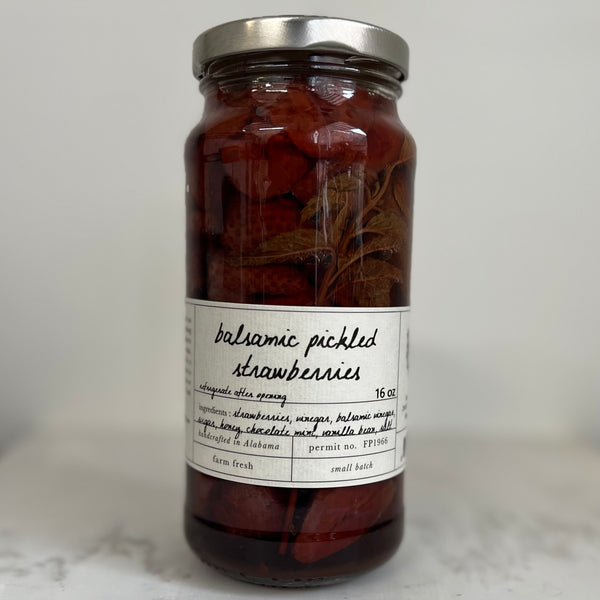 balsamic pickled
strawberries
refrigerate after opening
16 oz
ingredients: strawberries, vinegar, balsamic vinegar,
sugar, honey, chocolate mint, vanilla bean, salt
handcrafted in Alabama
permit no. FP1966
farm fresh
small batch